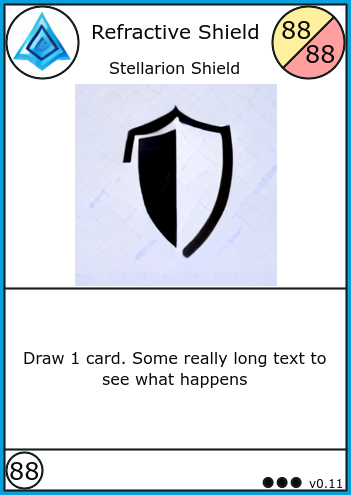 Refractive Shield
88
88
Stellarion Shield
Draw 1 card. Some really long text to
see what happens
88
v0.11